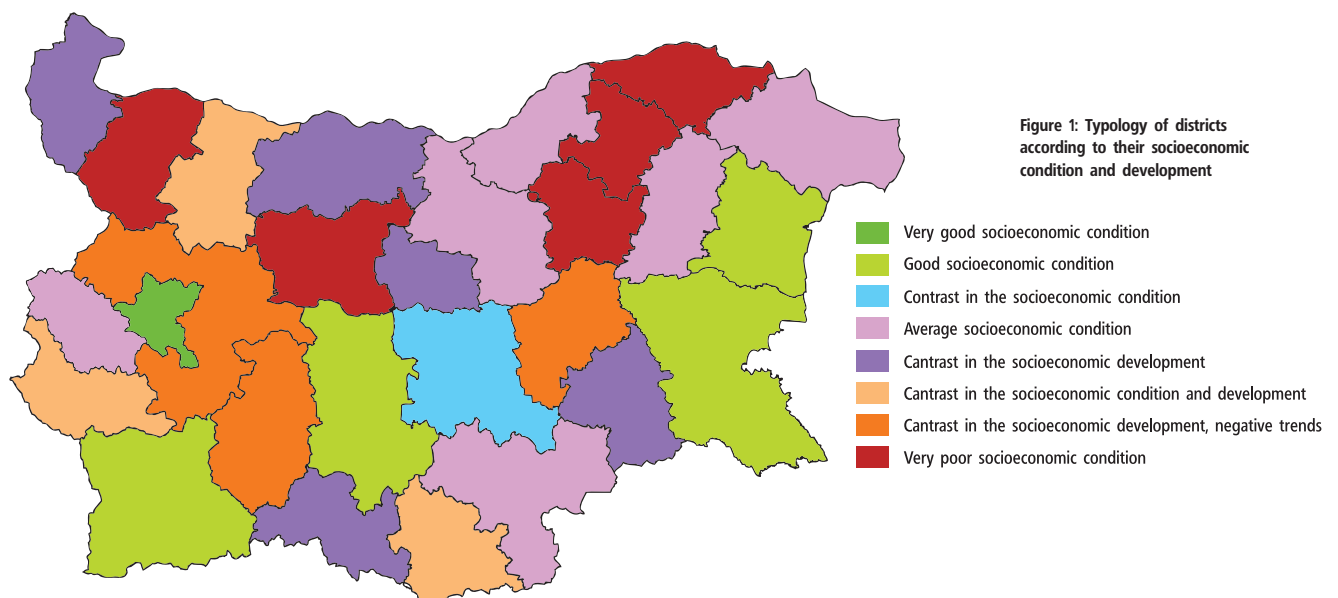 Figure 1: Typology of districts
according to their socioeconomic
condition and development
Very good socioeconomic condition
Good socioeconomic condition
Contrast in the socioeconomic condition
Average socioeconomic condition
Cantrast in the socioeconomic development
Cantrast in the socioeconomic condition and development
Cantrast in the socioeconomic development, negative trends
Very poor socioeconomic condition